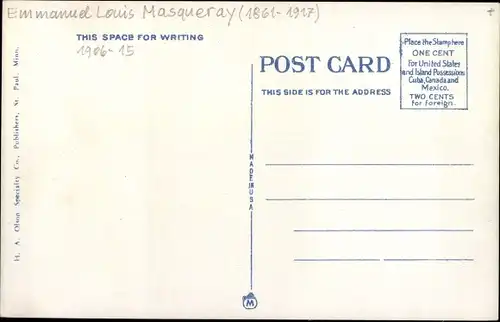 Emmanuel Louis Masqueray (1861-1917)
THIS SPACE FOR WRITING
1906-15
POST CARD
THIS SIDE IS FOR THE ADDRESS
Place the Stamp here
ONE CENT
For United States
and Island Possessions
Cuba, Canada and
Mexico.
TWO CENTS
for foreign.
H. A. Olson Specialty Co., Publishers, St. Paul, Minn.
MADE IN USA
M